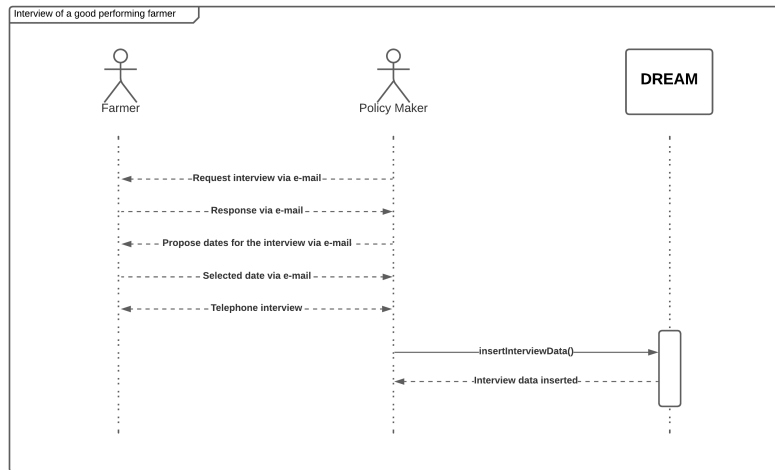 Interview of a good performing farmer
Farmer
Policy Maker
DREAM
Request interview via e-mail
Response via e-mail
Propose dates for the interview via e-mail
Selected date via e-mail
Telephone interview
insertInterviewData()
Interview data inserted